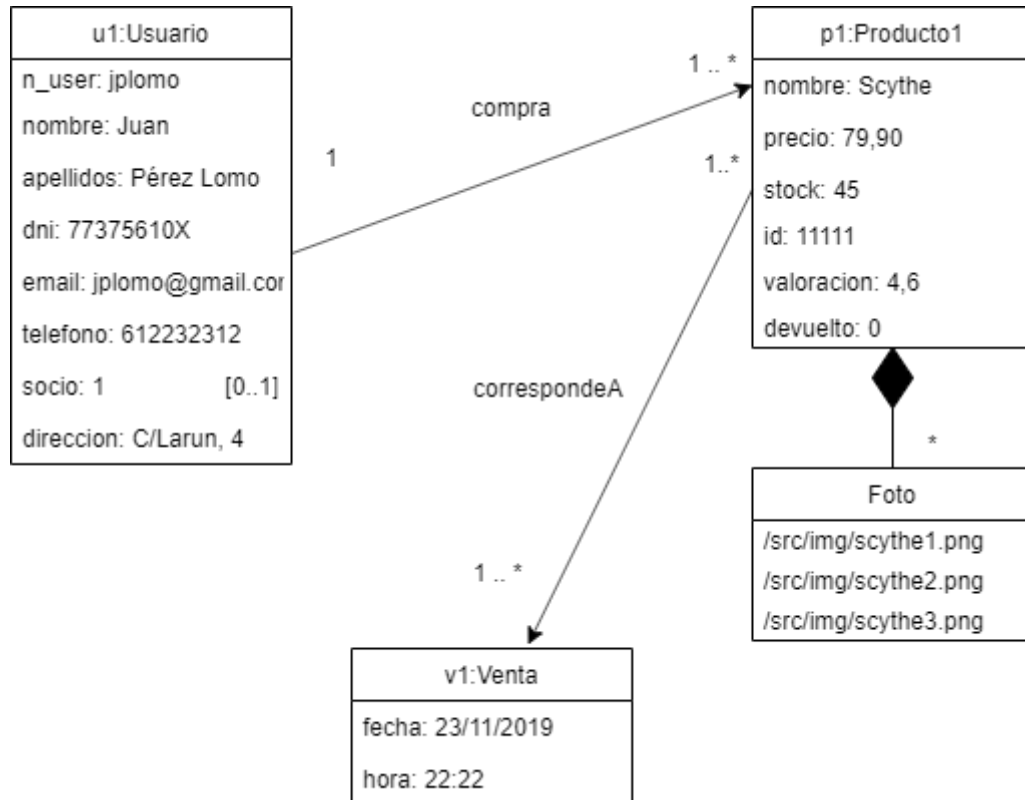 u1:Usuario
n_user: jplomo
nombre: Juan
apellidos: Pérez Lomo
dni: 77375610X
email: jplomo@gmail.cor
telefono: 612232312
socio: 1 [0..1]
direccion: C/Larun, 4
1
compra
1 .. *
p1:Producto1
nombre: Scythe
precio: 79,90
stock: 45
id: 11111
valoracion: 4,6
devuelto: 0
1..*
correspondeA
1 .. *
*
Foto
/src/img/scythe1.png
/src/img/scythe2.png
/src/img/scythe3.png
v1:Venta
fecha: 23/11/2019
hora: 22:22